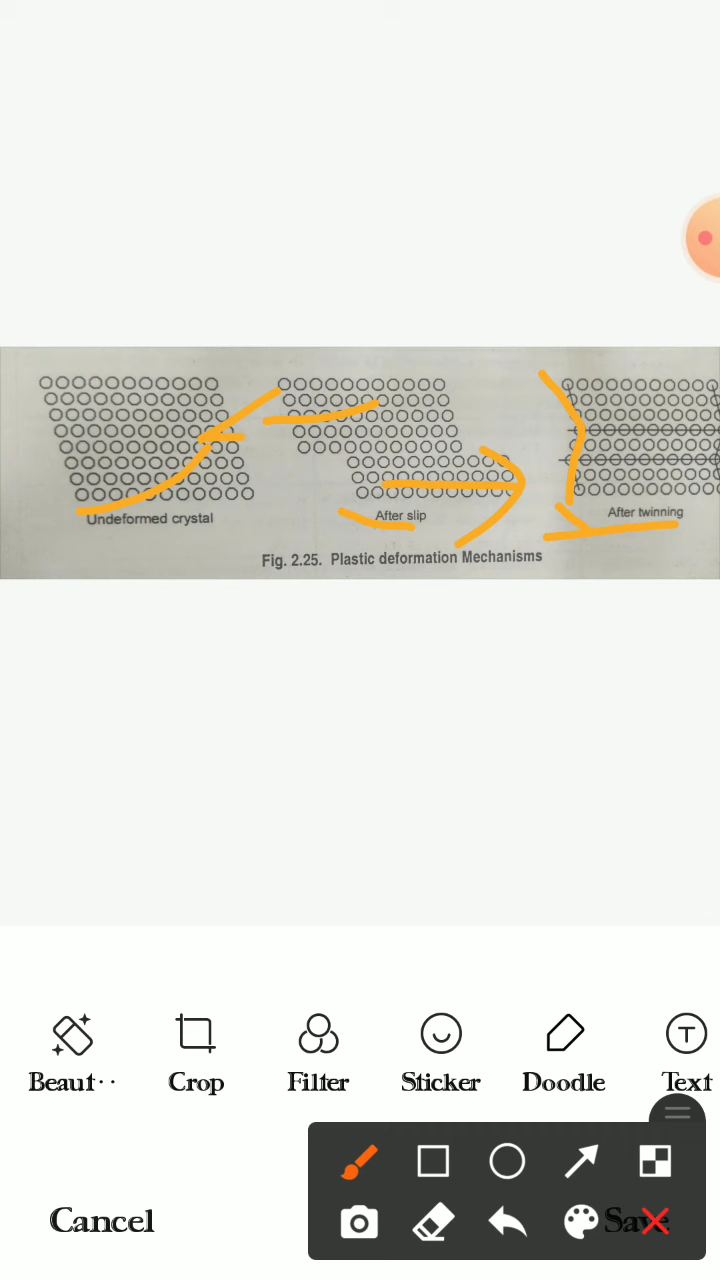 Undeformed crystal
After slip
After twinning
Fig. 2.25. Plastic deformation Mechanisms
Beaut··
Crop
Filter
Sticker
Doodle
Text
Cancel
Save